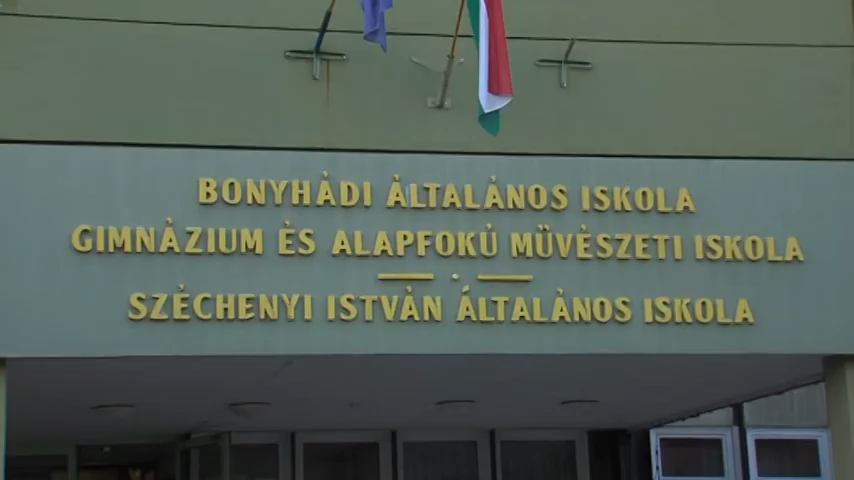 BONYHÁDI ÁLTALÁNOS ISKOLA
GIMNÁZIUM ÉS ALAPFOKÚ MŰVÉSZETI ISKOLA
SZÉCHENYI ISTVÁN ÁLTALÁNOS ISKOLA